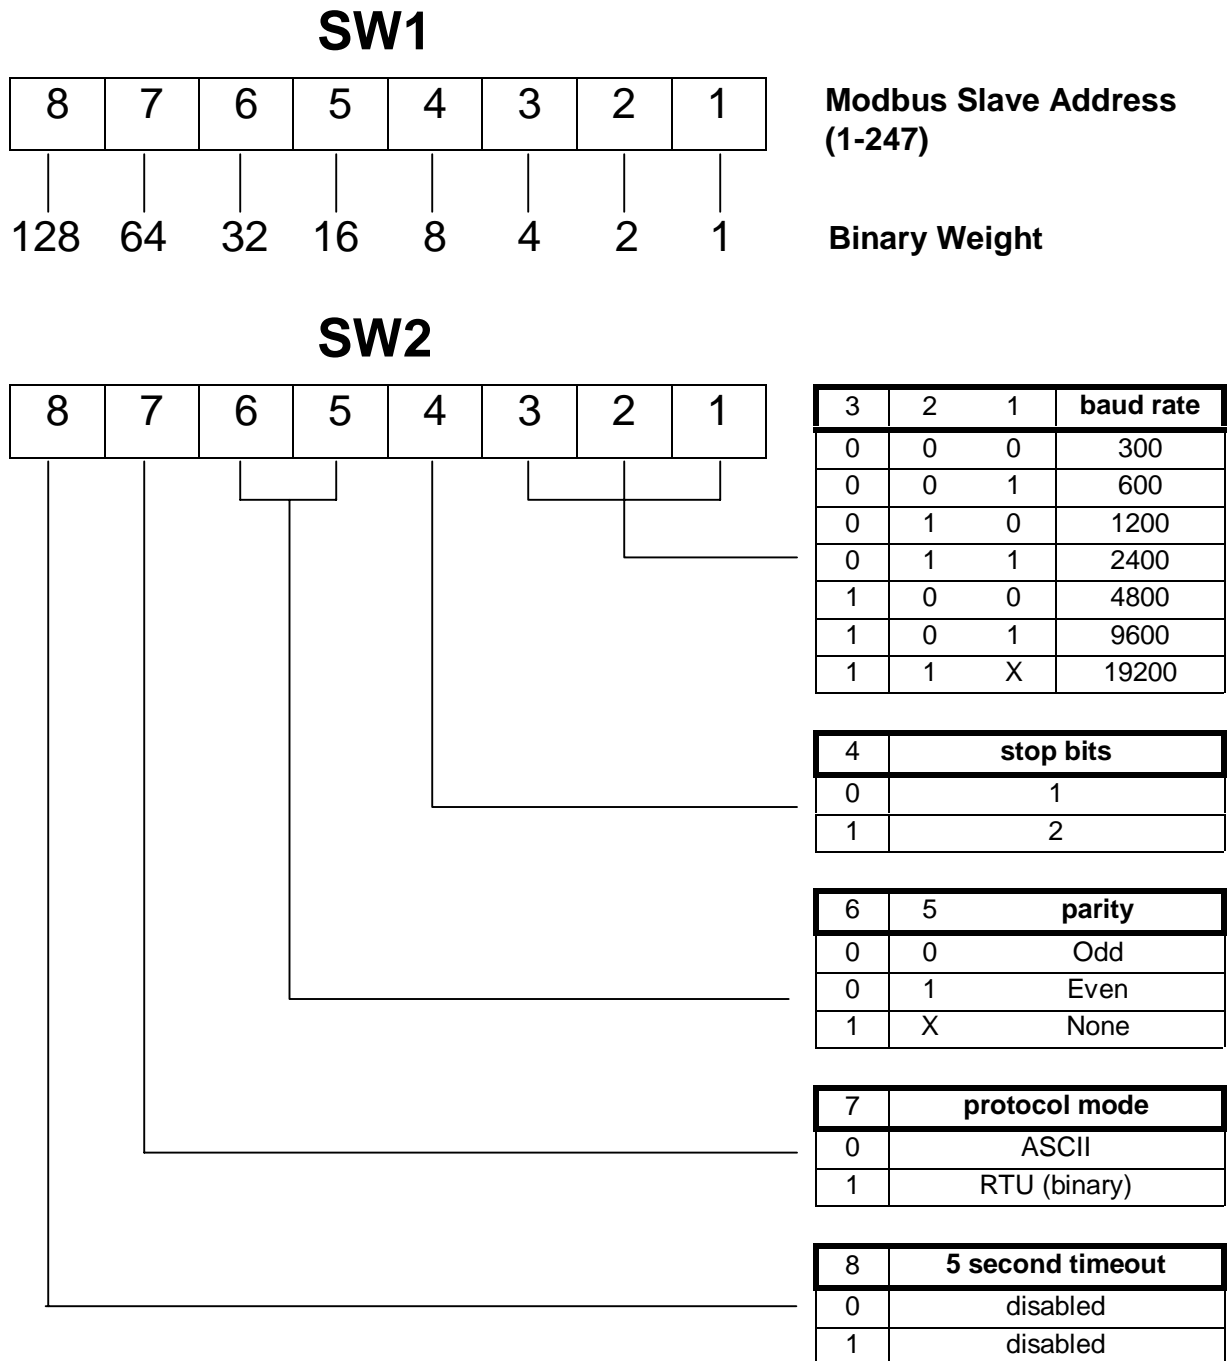 SW1
8 7 6 5 4 3 2 1
Modbus Slave Address
(1-247)
128 64 32 16 8 4 2 1
Binary Weight
SW2
8 7 6 5 4 3 2 1
3 2 1 baud rate
0 0 0 300
0 0 1 600
0 1 0 1200
0 1 1 2400
1 0 0 4800
1 0 1 9600
1 1 X 19200
4 stop bits
0 1
1 2
6 5 parity
0 0 Odd
0 1 Even
1 X None
7 protocol mode
0 ASCII
1 RTU (binary)
8 5 second timeout
0 disabled
1 disabled